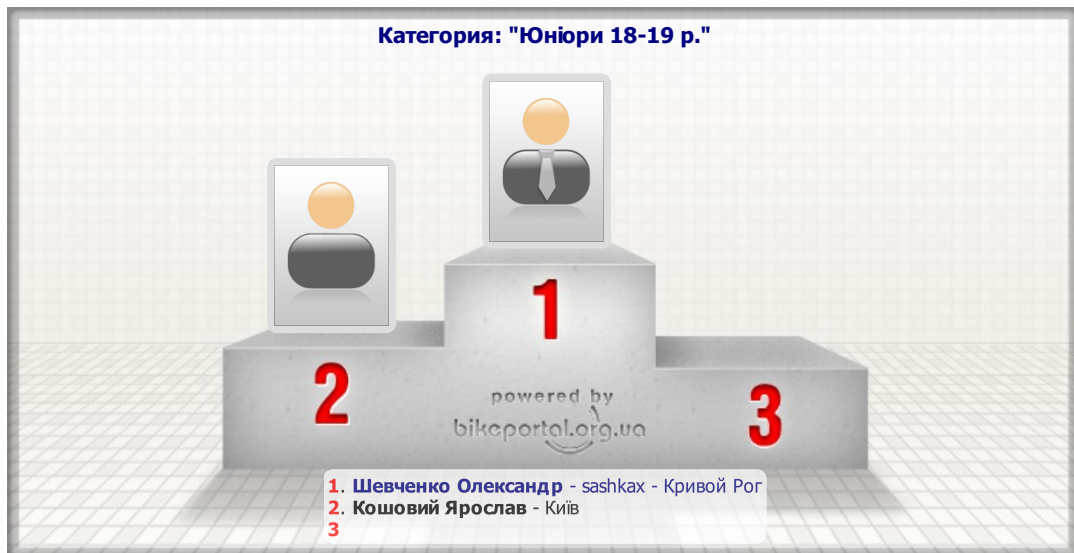 Категория: "Юніори 18-19 р."
1
2
3
powered by
bikeportal.org.ua
1. Шевченко Олександр - sashkax - Кривой Рог
2. Кошовий Ярослав - Київ
3